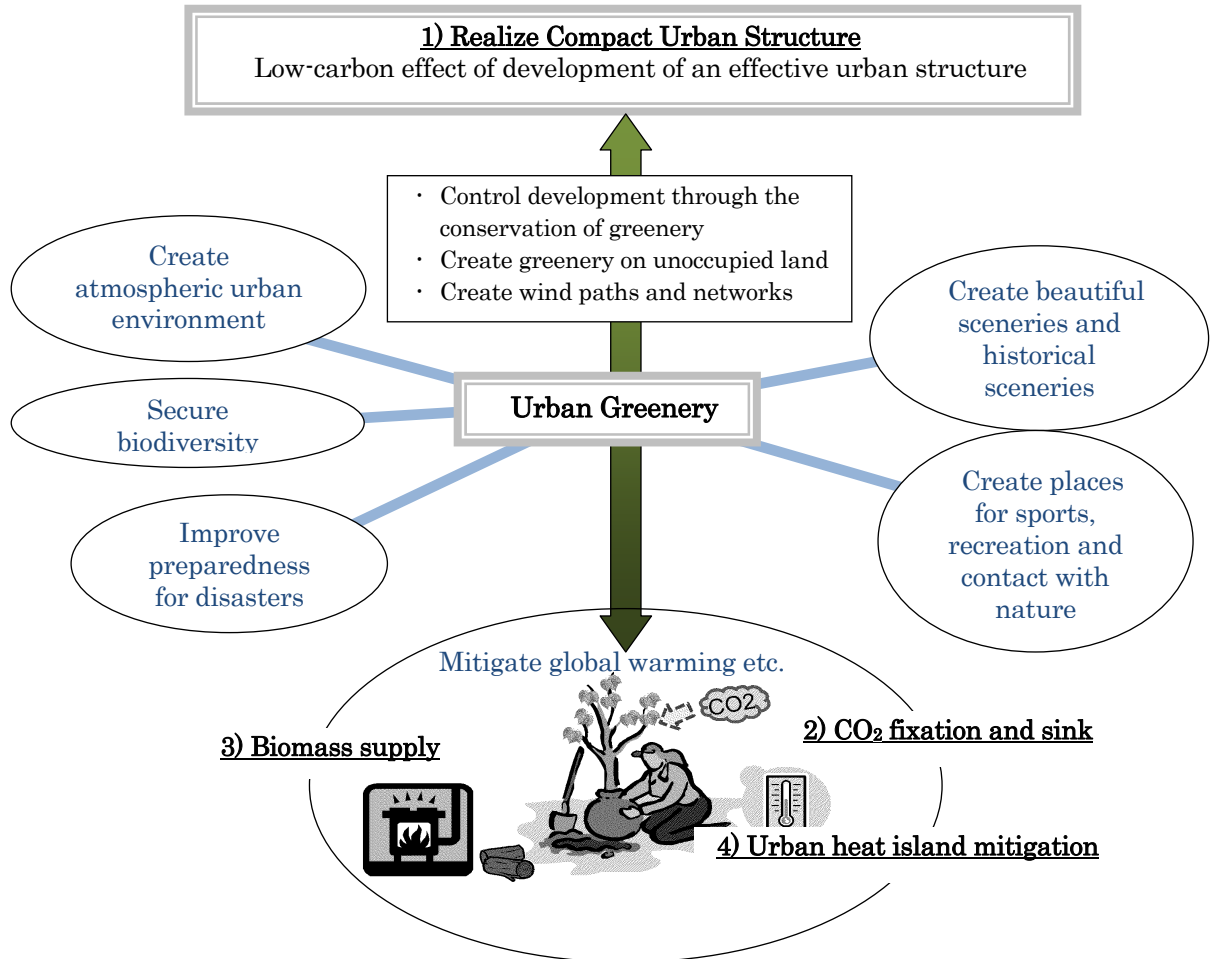 1) Realize Compact Urban Structure
Low-carbon effect of development of an effective urban structure
・ Control development through the
conservation of greenery
・ Create greenery on unoccupied land
・ Create wind paths and networks
Create
atmospheric urban
environment
Secure
biodiversity
Improve
preparedness
for disasters
Urban Greenery
Create beautiful
sceneries and
historical
sceneries
Create places
for sports,
recreation and
contact with
nature
Mitigate global warming etc.
CO2
2) CO₂ fixation and sink
3) Biomass supply
4) Urban heat island mitigation